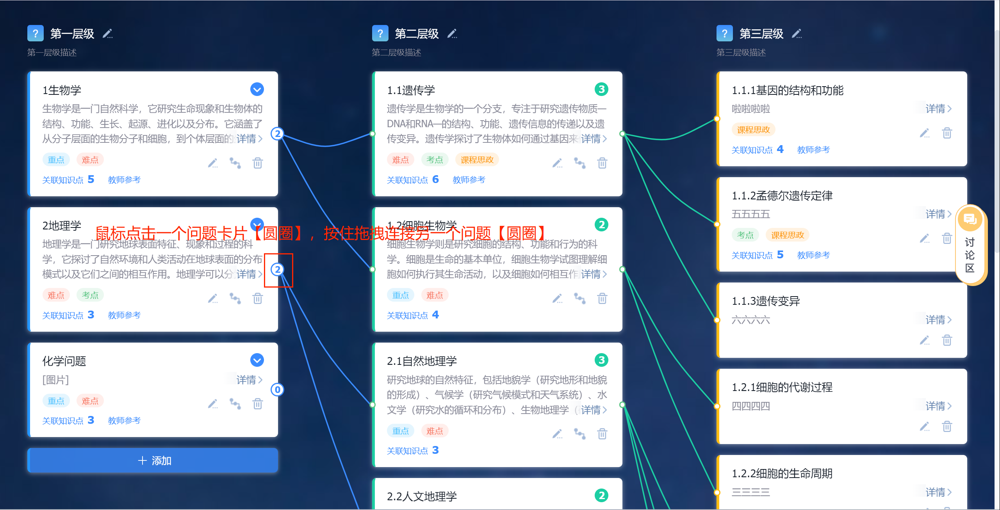 第一层级
第一层级描述
1生物学
生物学是一门自然科学，它研究生命现象和生物体的
结构、功能、生长、起源、进化以及分布。它涵盖了
从分子层面的生物分子和细胞，到个体层面的 详情
重点 难点
关联知识点 5 教师参考
2
2地理学
地理学是一门研究地球表面特征、现象和过程的科
学，它探讨了自然环境和人类活动在地球表面的分布
模式以及它们之间的相互作用。地理学可以分 详情
难点 考点
关联知识点 3 教师参考
2
化学问题
[图片] 详情
重点 难点
关联知识点 3 教师参考
0
添加
鼠标点击一个问题卡片【圆圈】，按住拖拽连接另一个问题【圆圈】
第二层级
第二层级描述
1.1遗传学 3
遗传学是生物学的一个分支，专注于研究遗传物质—
DNA和RNA—的结构、功能、遗传信息的传递以及遗
传变异。遗传学探讨了生物体如何通过基因来 详情
难点 考点 课程思政
关联知识点 6 教师参考
1.2细胞生物学 2
细胞生物学则是研究细胞的结构、功能和行为的科
学。细胞是生命的基本单位，细胞生物学试图理解细
胞如何执行其生命活动，以及细胞如何相互作 详情
重点 难点
关联知识点 4
2.1自然地理学 3
研究地球的自然特征，包括地貌学（研究地形和地貌
的形成）、气候学（研究气候模式和天气系统）、水
文学（研究水的循环和分布）、生物地理学（ 详情
重点 难点
关联知识点 3
2.2人文地理学 2
第三层级
第三层级描述
1.1.1基因的结构和功能
啦啦啦啦 详情
课程思政
关联知识点 4 教师参考
1.1.2孟德尔遗传定律
五五五五 详情
考点 课程思政
关联知识点 5 教师参考
1.1.3遗传变异
六六六六 详情
1.2.1细胞的代谢过程
四四四四 详情
1.2.2细胞的生命周期
三三三三 详情
讨
论
区